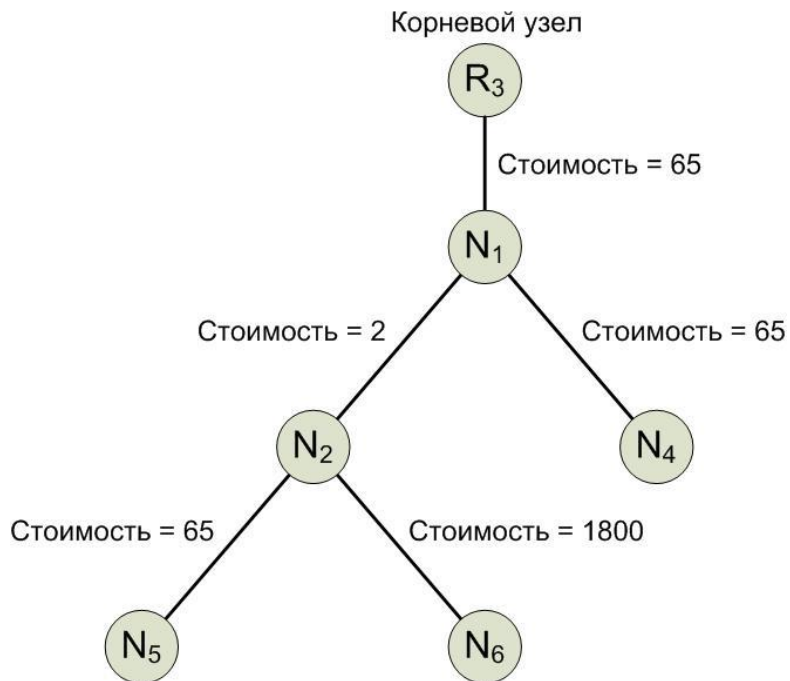 Корневой узел
R₃
Стоимость = 65
N₁
Стоимость = 2
Стоимость = 65
N₂
N₄
Стоимость = 65
Стоимость = 1800
N₅
N₆